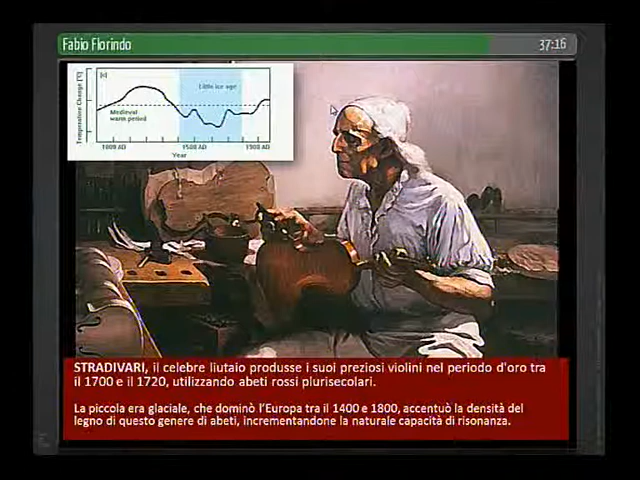 Fabio Florindo
37:16
[c]
Little ice age
Medieval
warm period
Temperature Change [°C]
1000 AD 1500 AD 1900 AD
Year
STRADIVARI, il celebre liutaio produsse i suoi preziosi violini nel periodo d'oro tra
il 1700 e il 1720, utilizzando abeti rossi plurisecolari.
La piccola era glaciale, che dominò l'Europa tra il 1400 e 1800, accentuò la densità del
legno di questo genere di abeti, incrementandone la naturale capacità di risonanza.